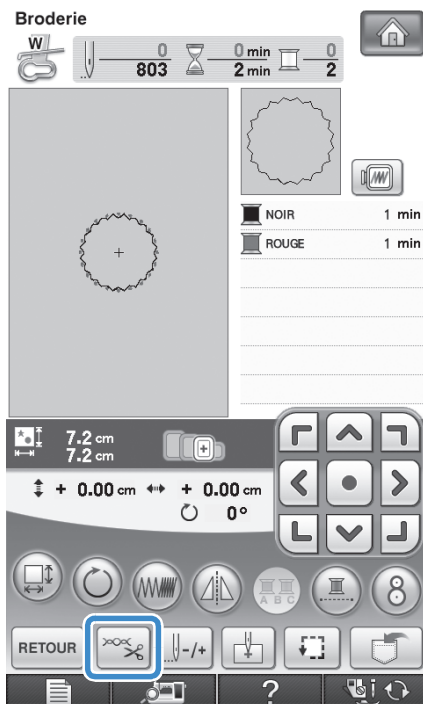 Broderie
W
0 0 min 0
803 2 min 2
NOIR 1 min
ROUGE 1 min
7.2 cm
7.2 cm
+ 0.00 cm + 0.00 cm
0°
A B C
8
RETOUR -/+
? i